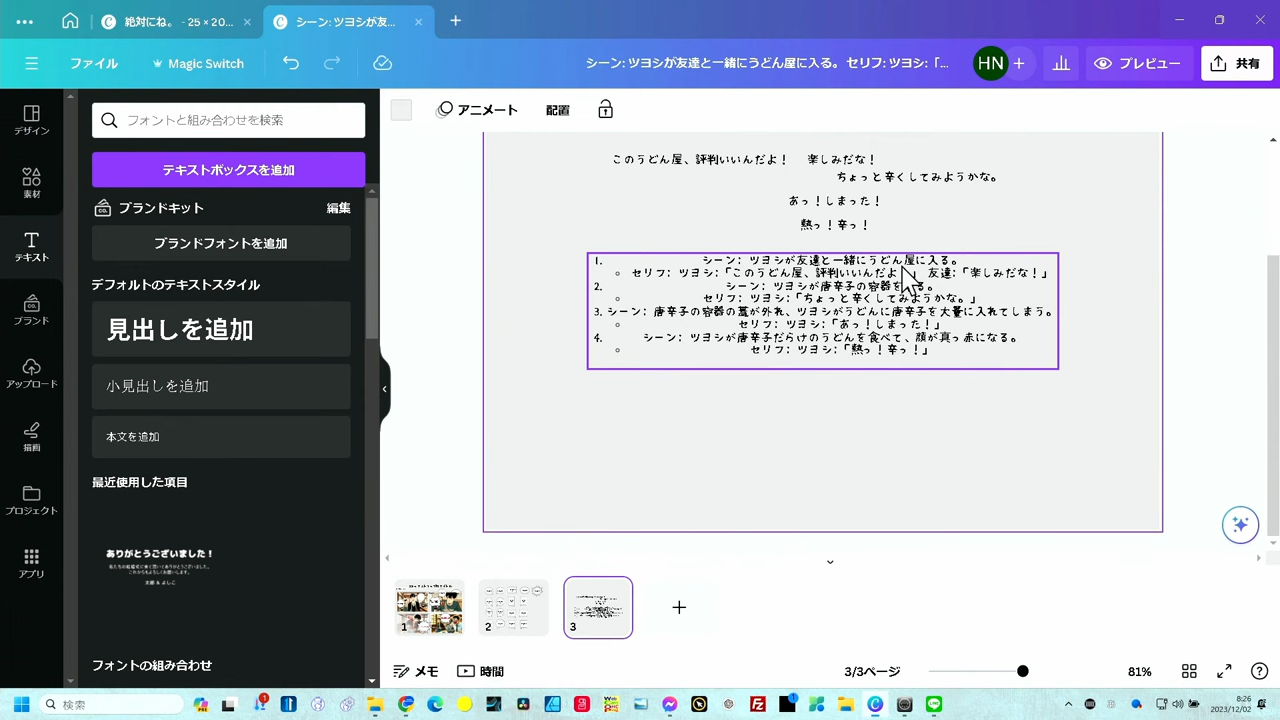 絶対にね。 - 25 × 20...
シーン: ツヨシが友...
ファイル
Magic Switch
シーン: ツヨシが友達と一緒にうどん屋に入る。セリフ: ツヨシ:「...
HN
プレビュー
共有
デザイン
素材
テキスト
ブランド
アップロード
描画
プロジェクト
アプリ
フォントと組み合わせを検索
テキストボックスを追加
ブランドキット
編集
ブランドフォントを追加
デフォルトのテキストスタイル
見出しを追加
小見出しを追加
本文を追加
最近使用した項目
ありがとうございました！
フォントの組み合わせ
アニメート
配置
このうどん屋、評判いいんだよ！ 楽しみだな！
ちょっと辛くしてみようかな。
あっ！しまった！
熱っ！辛っ！
1. シーン: ツヨシが友達と一緒にうどん屋に入る。
セリフ: ツヨシ:「このうどん屋、評判いいんだよ 」 友達:「楽しみだな！」
2. シーン: ツヨシが唐辛子の容器を る。
セリフ: ツヨシ:「ちょっと辛くしてみようかな。」
3. シーン: 唐辛子の容器の蓋が外れ、ツヨシがうどんに唐辛子を大量に入れてしまう。
セリフ: ツヨシ:「あっ！しまった！」
4. シーン: ツヨシが唐辛子だらけのうどんを食べて、顔が真っ赤になる。
セリフ: ツヨシ:「熱っ！辛っ！」
1
2
3
メモ
時間
3/3ページ
81%
検索
8:26
2023/12/02